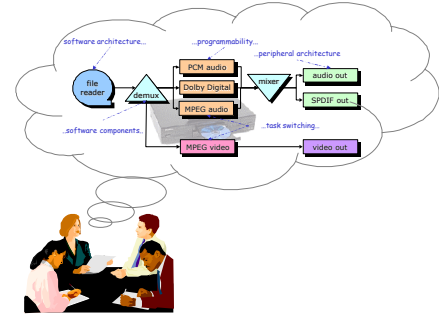 software architecture...
...programmability...
...peripheral architecture
file
reader
demux
PCM audio
Dolby Digital
MPEG audio
mixer
audio out
SPDIF out
...software components..
...task switching...
MPEG video
video out